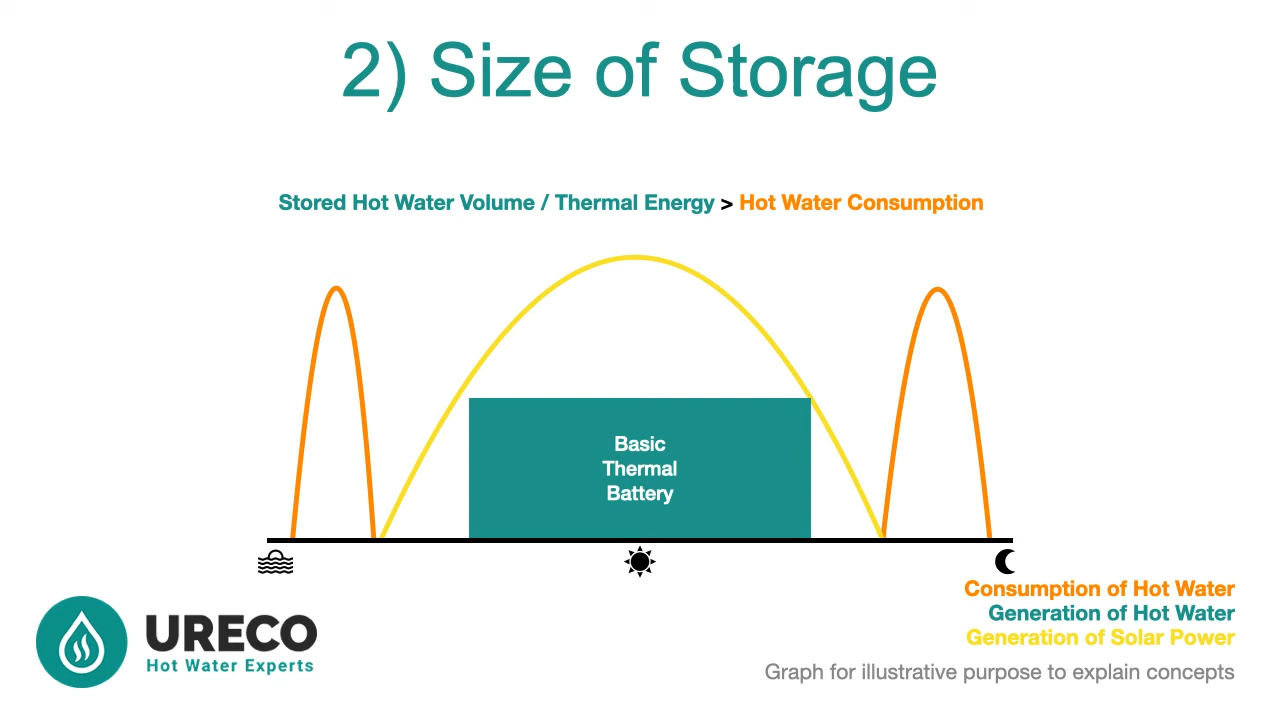 2) Size of Storage
Stored Hot Water Volume / Thermal Energy > Hot Water Consumption
Basic
Thermal
Battery
Consumption of Hot Water
Generation of Hot Water
Generation of Solar Power
Graph for illustrative purpose to explain concepts
URECO
Hot Water Experts